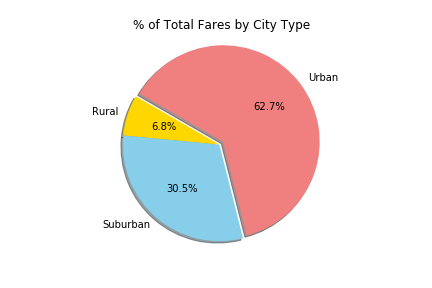 % of Total Fares by City Type
Urban
62.7%
Rural
6.8%
30.5%
Suburban